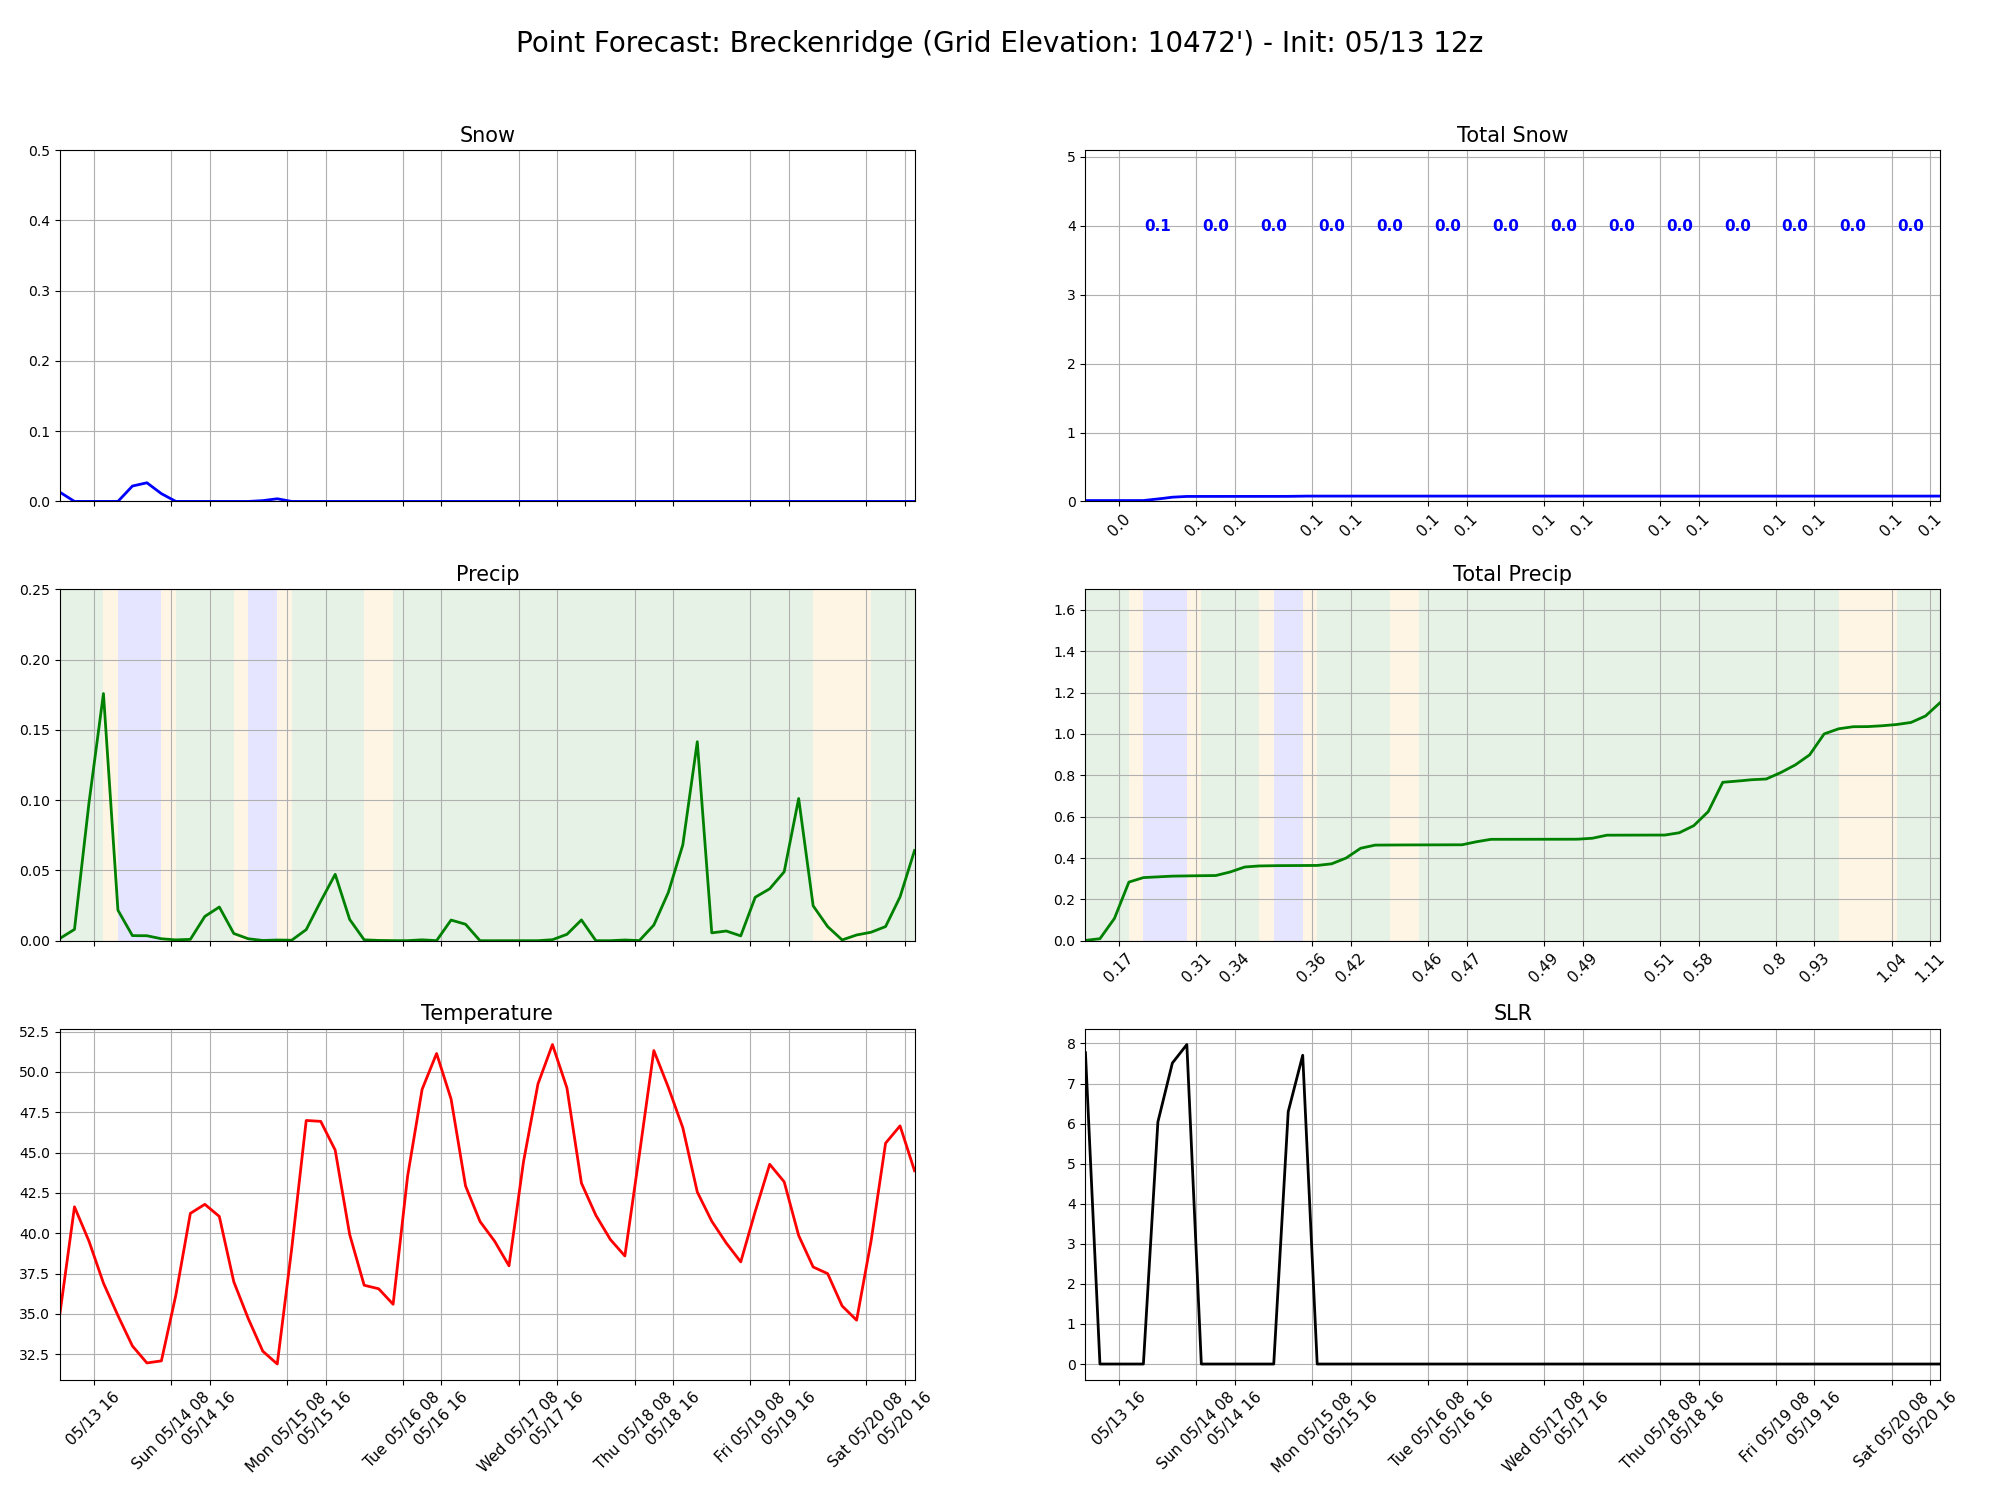 Point Forecast: Breckenridge (Grid Elevation: 10472') - Init: 05/13 12z
Snow
0.5
0.4
0.3
0.2
0.1
0.0
Total Snow
5
4
3
2
1
0
0.1 0.0 0.0 0.0 0.0 0.0 0.0 0.0 0.0 0.0 0.0 0.0 0.0 0.0
0.0 0.1 0.1 0.1 0.1 0.1 0.1 0.1 0.1 0.1 0.1 0.1 0.1 0.1 0.1
Precip
0.25
0.20
0.15
0.10
0.05
0.00
Total Precip
1.6
1.4
1.2
1.0
0.8
0.6
0.4
0.2
0.0
0.17 0.31 0.34 0.36 0.42 0.46 0.47 0.49 0.49 0.51 0.58 0.8 0.93 1.04 1.11
Temperature
52.5
50.0
47.5
45.0
42.5
40.0
37.5
35.0
32.5
05/13 16
Sun 05/14 08
05/14 16
Mon 05/15 08
05/15 16
Tue 05/16 08
05/16 16
Wed 05/17 08
05/17 16
Thu 05/18 08
05/18 16
Fri 05/19 08
05/19 16
Sat 05/20 08
05/20 16
SLR
8
7
6
5
4
3
2
1
0
05/13 16
Sun 05/14 08
05/14 16
Mon 05/15 08
05/15 16
Tue 05/16 08
05/16 16
Wed 05/17 08
05/17 16
Thu 05/18 08
05/18 16
Fri 05/19 08
05/19 16
Sat 05/20 08
05/20 16